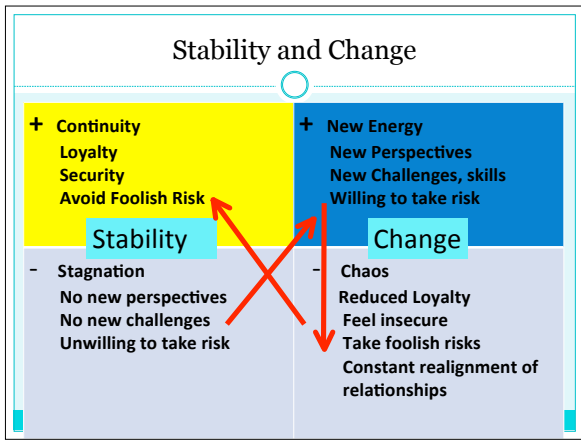 Stability and Change
+ Continuity
Loyalty
Security
Avoid Foolish Risk
+ New Energy
New Perspectives
New Challenges, skills
Willing to take risk
Stability
Change
- Stagnation
No new perspectives
No new challenges
Unwilling to take risk
- Chaos
Reduced Loyalty
Feel insecure
Take foolish risks
Constant realignment of
relationships